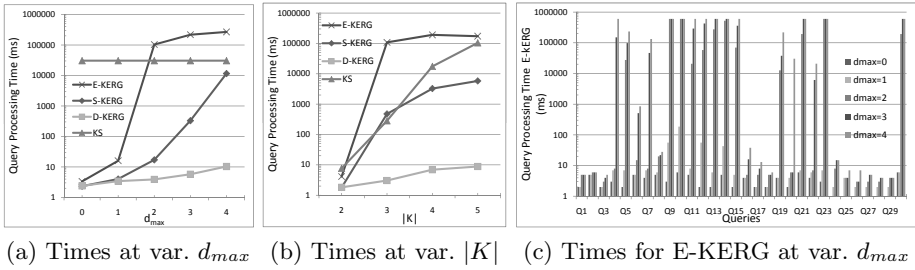 Query Processing Time (ms)
1000000
100000
10000
1000
100
10
1
E-KERG
S-KERG
D-KERG
KS
0 1 2 3 4
dmax
Query Processing Time (ms)
1000000
100000
10000
1000
100
10
1
E-KERG
S-KERG
D-KERG
KS
2 3 4 5
|K|
Query Processing Time E-kERG
(ms)
1000000
100000
10000
1000
100
10
1
dmax=0
dmax=1
dmax=2
dmax=3
dmax=4
Q1 Q3 Q5 Q7 Q9 Q11 Q13 Q15 Q17 Q19 Q21 Q23 Q25 Q27 Q29
Queries
(a) Times at var. dmax
(b) Times at var. |K|
(c) Times for E-KERG at var. dmax